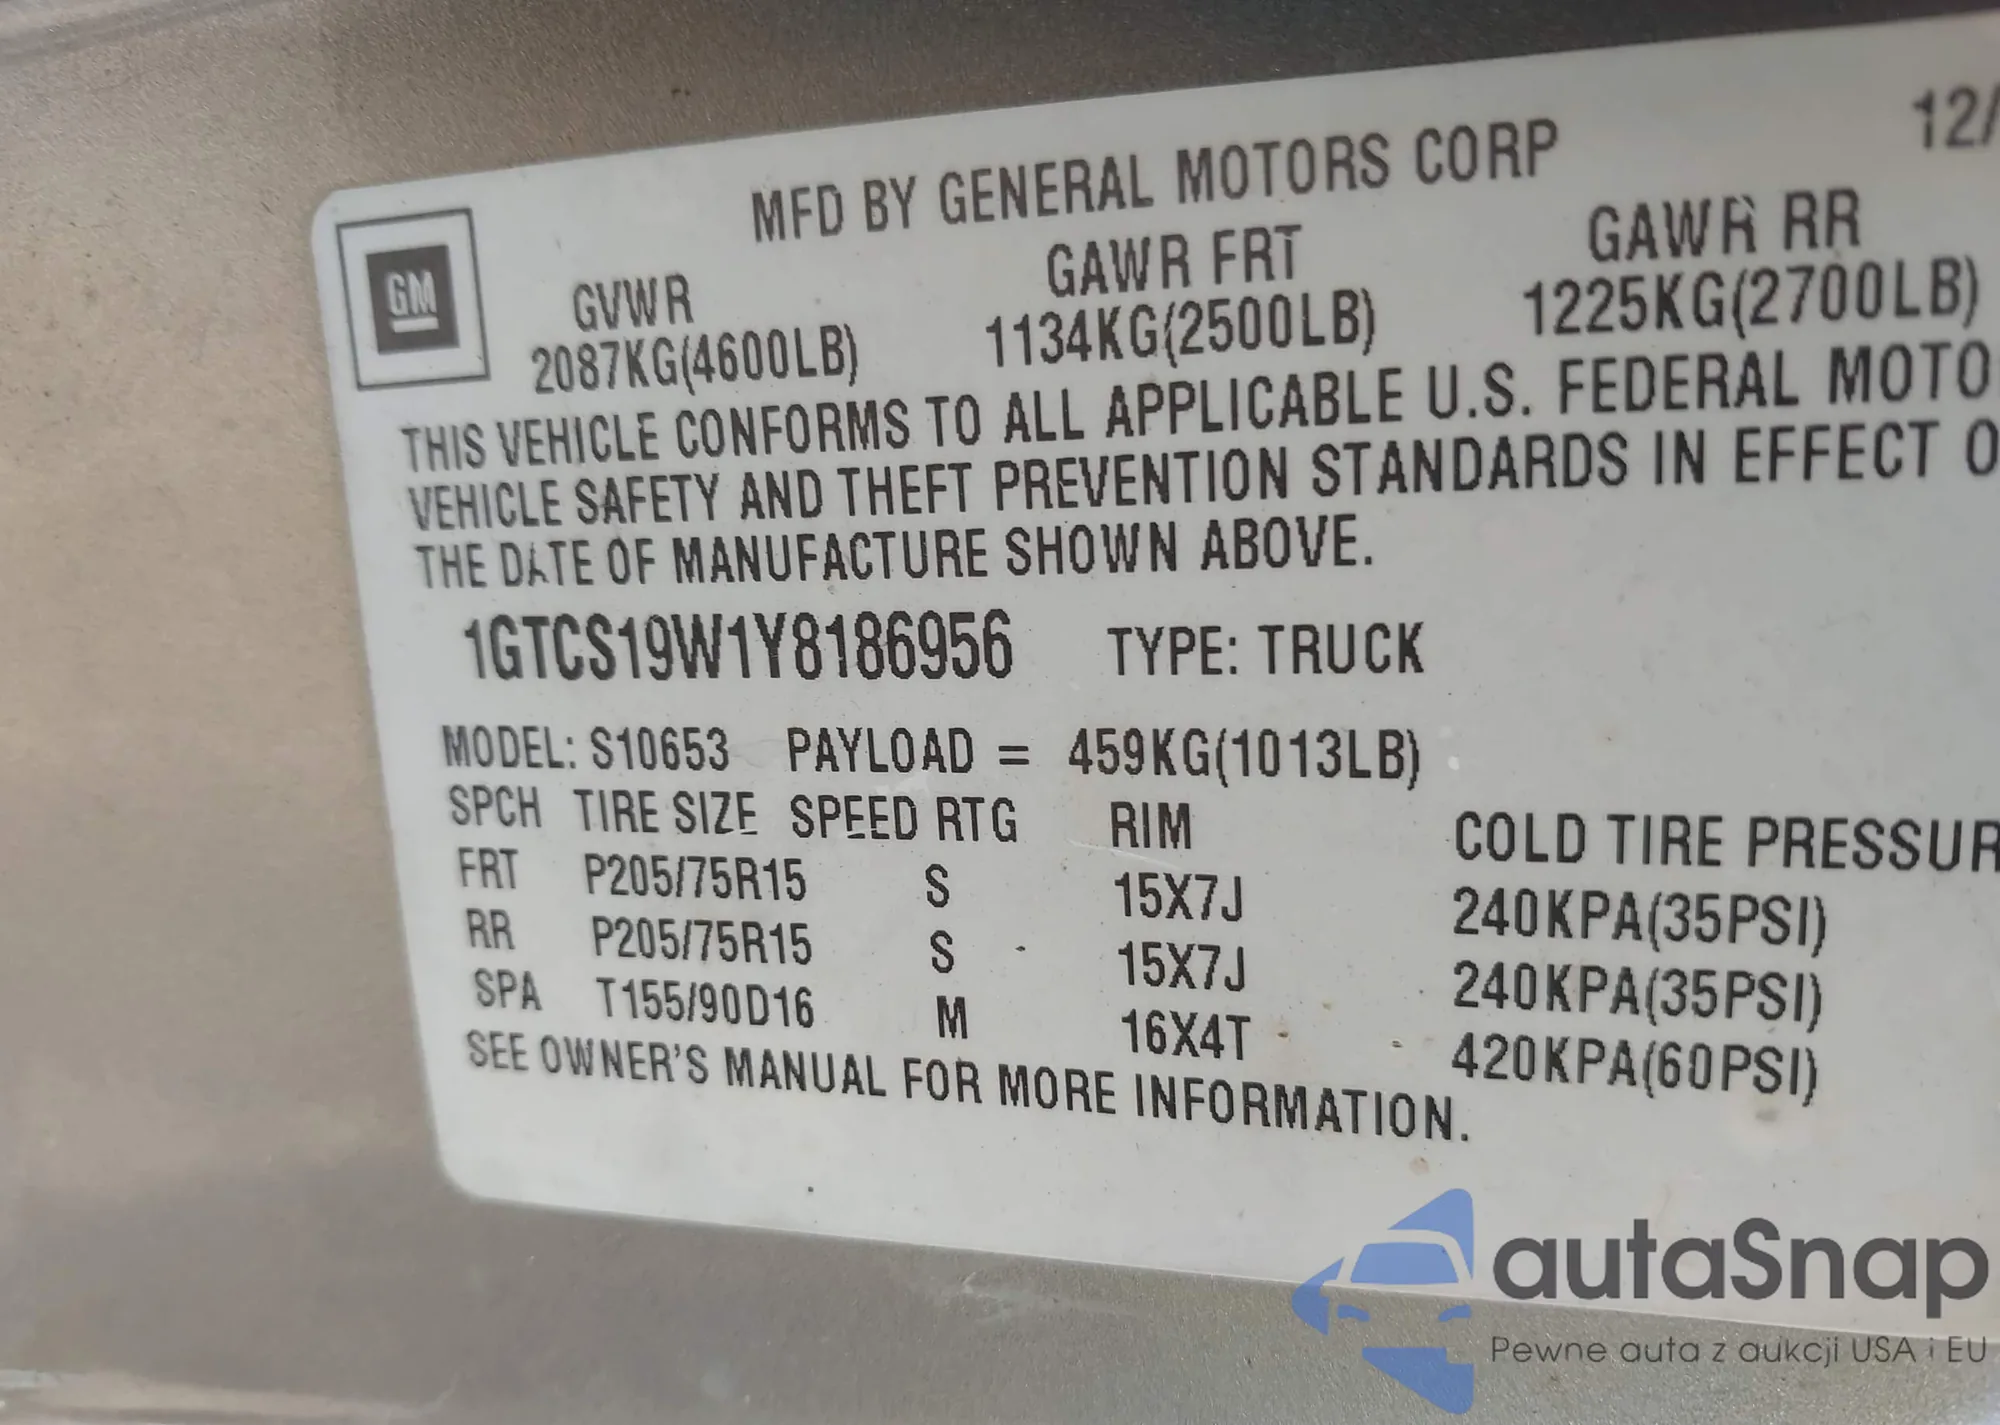 12/
MFD BY GENERAL MOTORS CORP
GM
GVWR GAWR FRT GAWR RR
2087KG(4600LB) 1134KG(2500LB) 1225KG(2700LB)
THIS VEHICLE CONFORMS TO ALL APPLICABLE U.S. FEDERAL MOTO
VEHICLE SAFETY AND THEFT PREVENTION STANDARDS IN EFFECT O
THE DATE OF MANUFACTURE SHOWN ABOVE.
1GTCS19W1Y8186956 TYPE: TRUCK
MODEL: S10653 PAYLOAD = 459KG(1013LB)
SPCH TIRE SIZE SPEED RTG RIM COLD TIRE PRESSUR
FRT P205/75R15 S 15X7J 240KPA(35PSI)
RR P205/75R15 S 15X7J 240KPA(35PSI)
SPA T155/90D16 M 16X4T 420KPA(60PSI)
SEE OWNER'S MANUAL FOR MORE INFORMATION.
autaSnap
Pewne auta z aukcji USA i EU